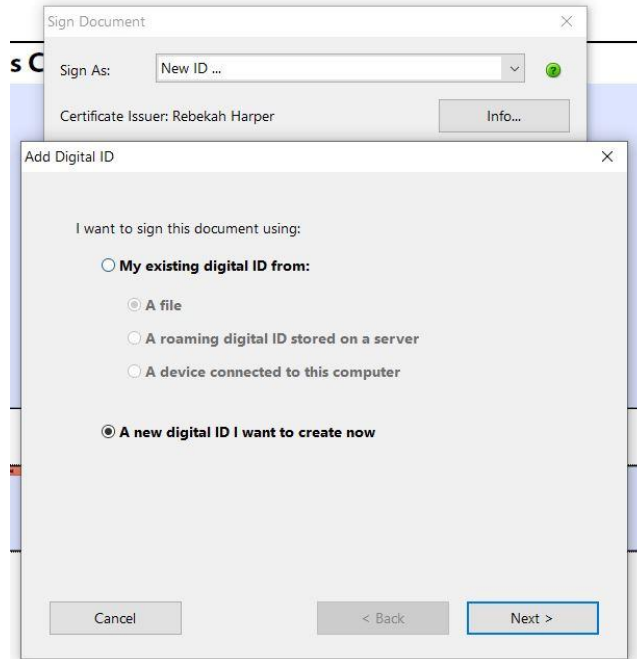 Sign Document
s C
Sign As:
New ID ...
Certificate Issuer: Rebekah Harper
Info...
Add Digital ID
I want to sign this document using:
My existing digital ID from:
A file
A roaming digital ID stored on a server
A device connected to this computer
A new digital ID I want to create now
Cancel
< Back
Next >